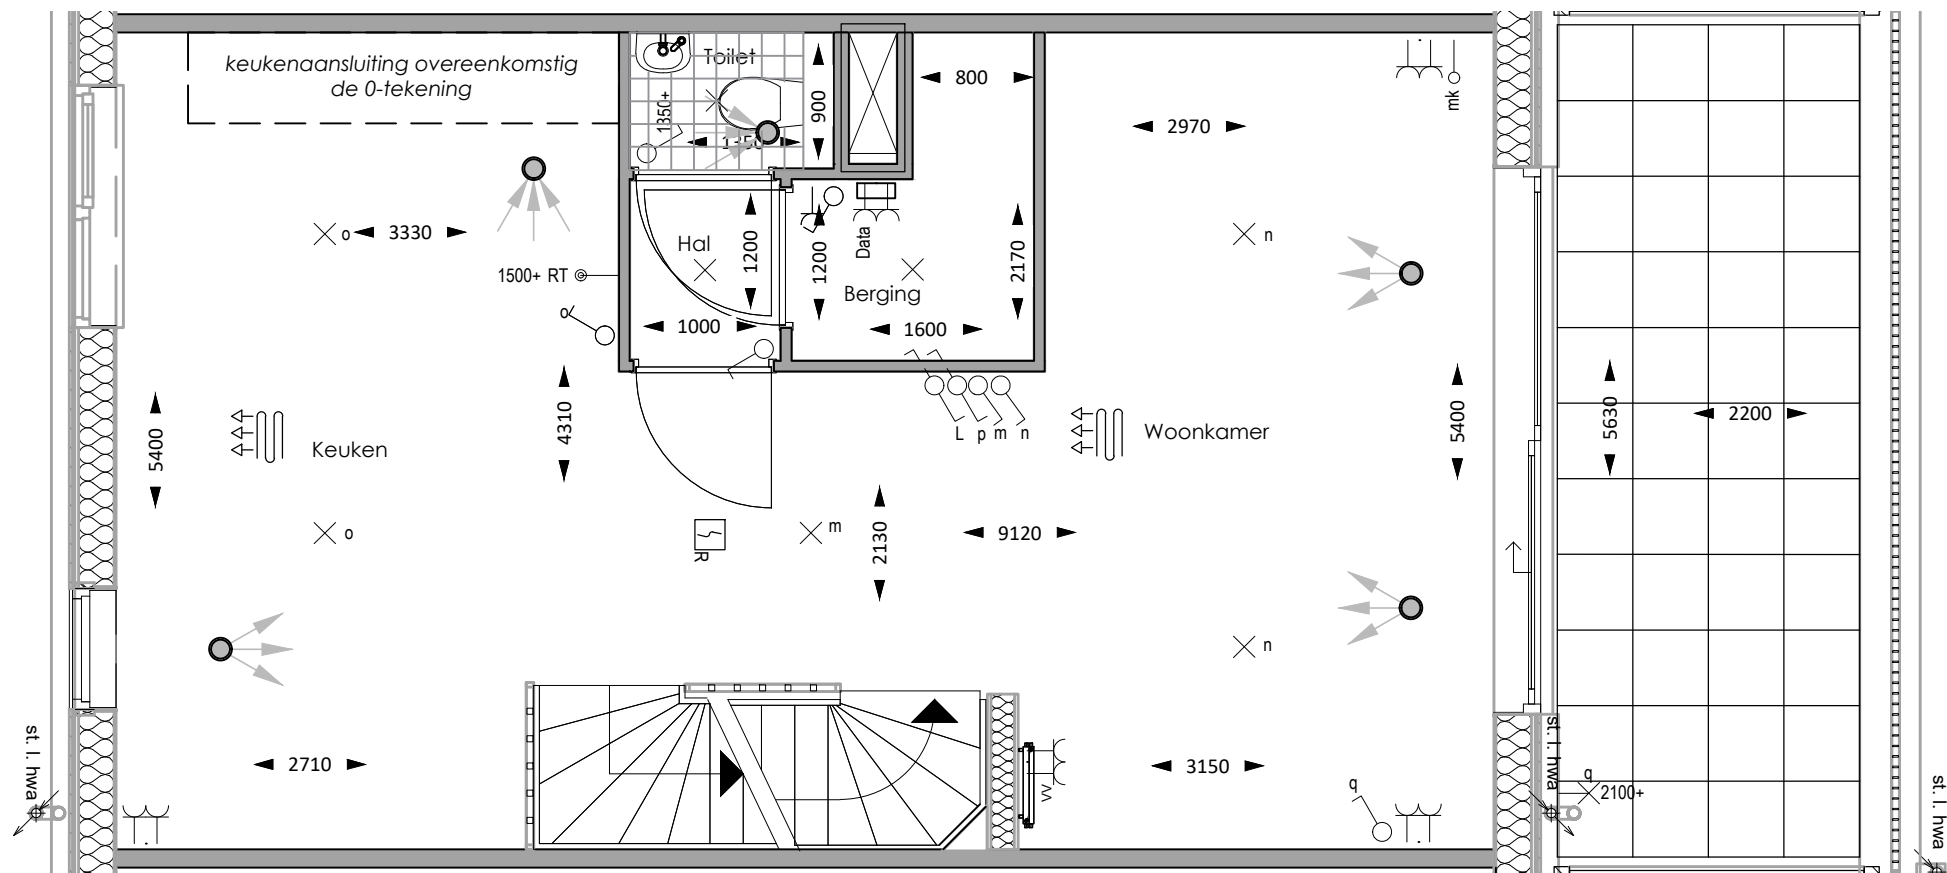 keukenaansluiting overeenkomstig
de 0-tekening
Toilet
1350+
1350
900
800
2970
mk
o
3330
Hal
1200
1200
Data
2170
n
1500+ RT
Berging
o
1000
1600
L p m n
5400
Keuken
4310
Woonkamer
5400
5630
2200
o
R
m
2130
9120
n
st. l. hwa
2710
3150
q
st. l. hwa
q
2100+
st. l. hwa